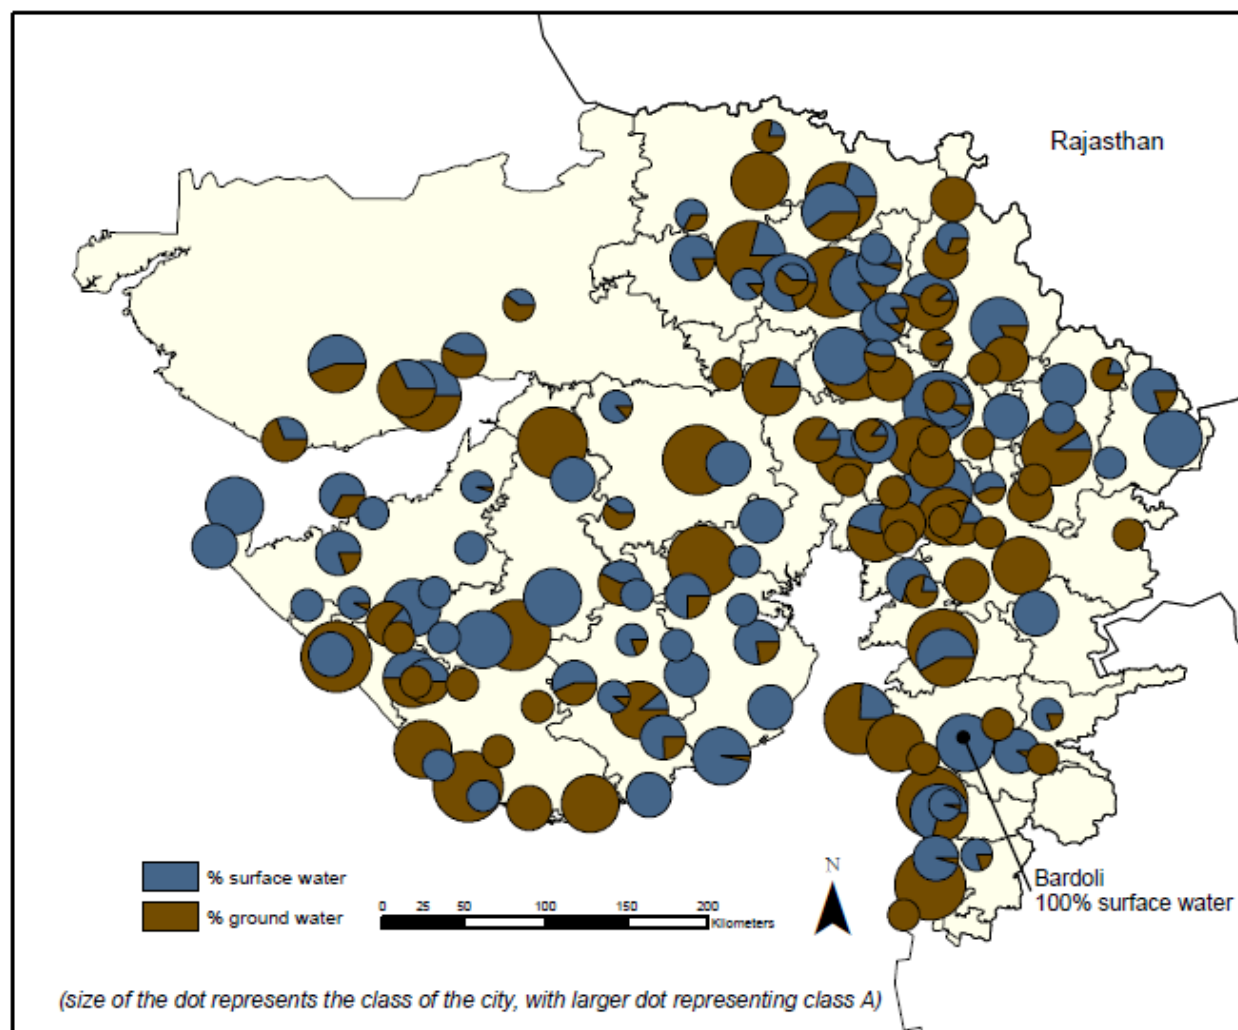 Rajasthan
Bardoli
100% surface water
% surface water
% ground water
0 50 100 150 200
Kilometers
N
(size of the dot represents the class of the city, with larger dot representing class A)